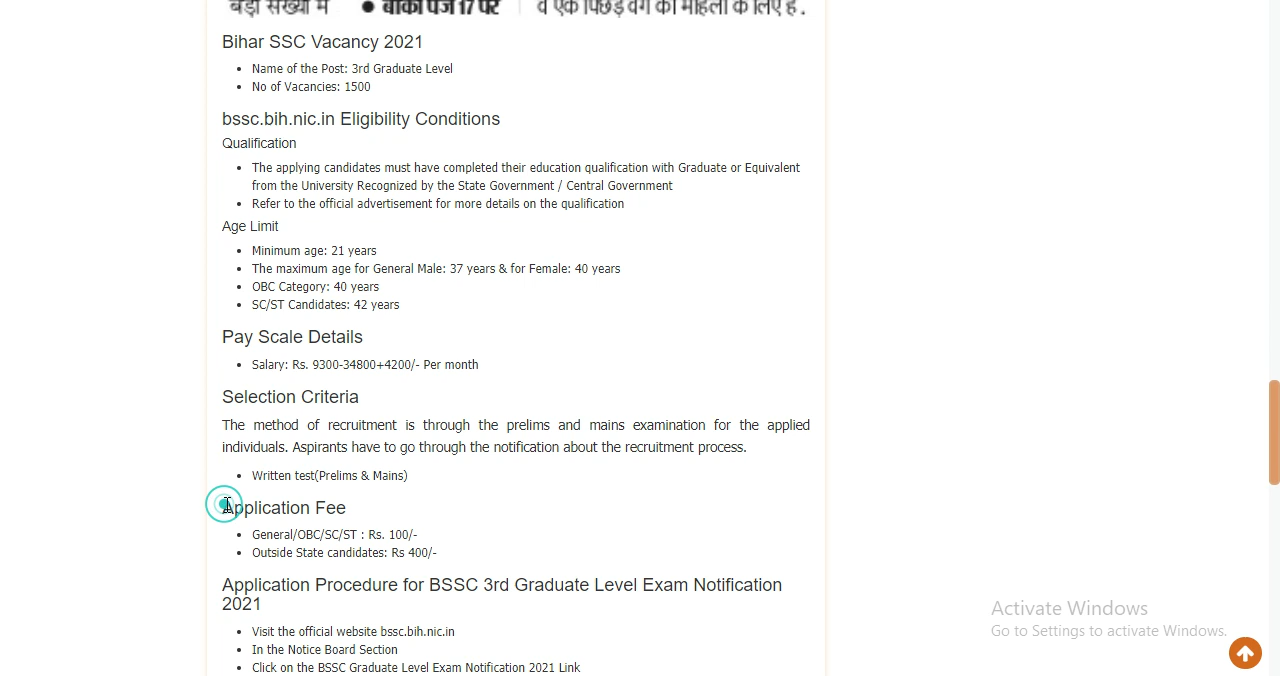 बड़ी संख्या में ● बाकी पेज 17 पर व एक पिछड़े वर्ग की महिला के लिए है.
Bihar SSC Vacancy 2021
• Name of the Post: 3rd Graduate Level
• No of Vacancies: 1500
bssc.bih.nic.in Eligibility Conditions
Qualification
• The applying candidates must have completed their education qualification with Graduate or Equivalent
from the University Recognized by the State Government / Central Government
• Refer to the official advertisement for more details on the qualification
Age Limit
• Minimum age: 21 years
• The maximum age for General Male: 37 years & for Female: 40 years
• OBC Category: 40 years
• SC/ST Candidates: 42 years
Pay Scale Details
• Salary: Rs. 9300-34800+4200/- Per month
Selection Criteria
The method of recruitment is through the prelims and mains examination for the applied
individuals. Aspirants have to go through the notification about the recruitment process.
• Written test(Prelims & Mains)
Application Fee
• General/OBC/SC/ST : Rs. 100/-
• Outside State candidates: Rs 400/-
Application Procedure for BSSC 3rd Graduate Level Exam Notification
2021
• Visit the official website bssc.bih.nic.in
• In the Notice Board Section
• Click on the BSSC Graduate Level Exam Notification 2021 Link
Activate Windows
Go to Settings to activate Windows.